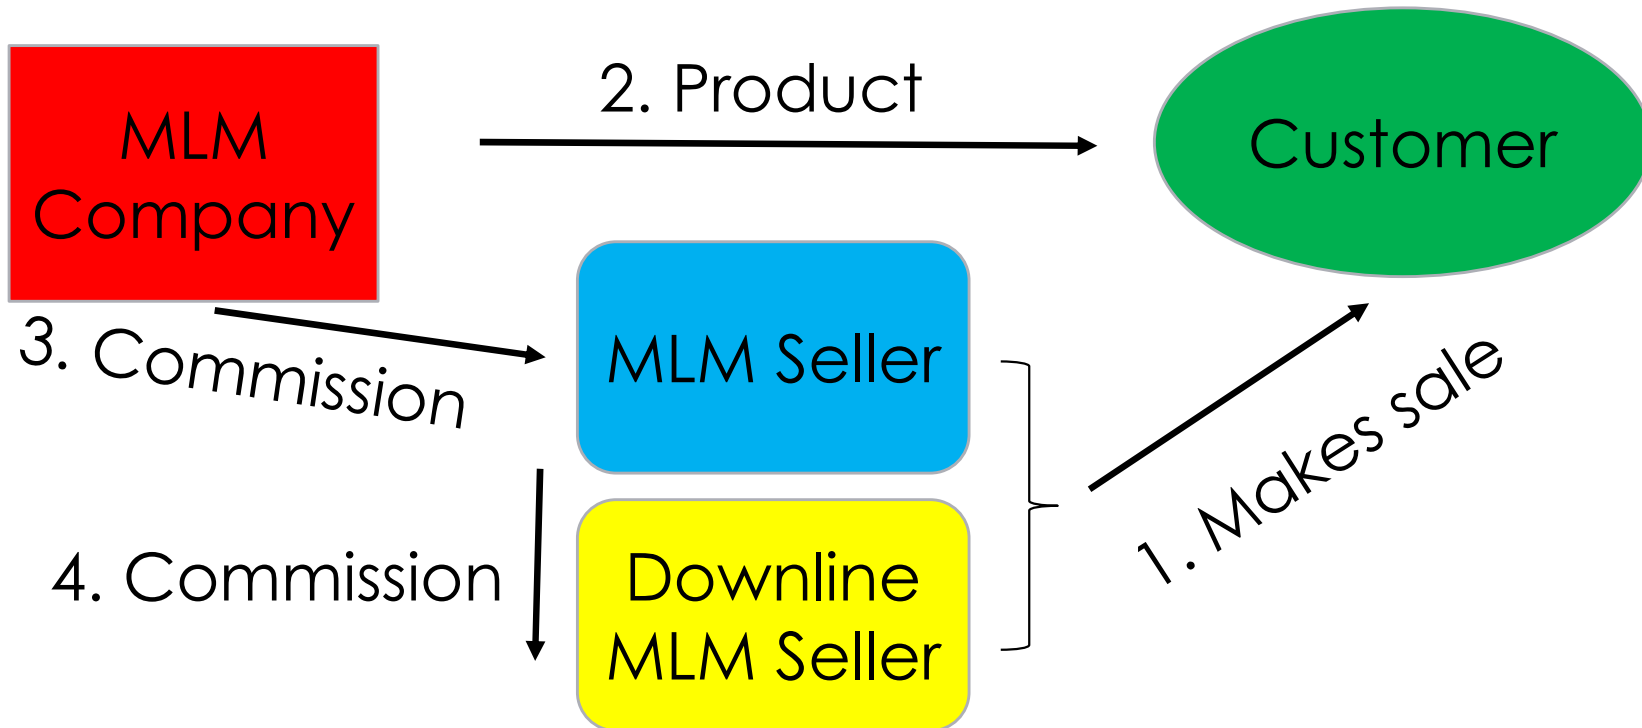 MLM
Company
2. Product
Customer
3. Commission
MLM Seller
1. Makes sale
4. Commission
Downline
MLM Seller